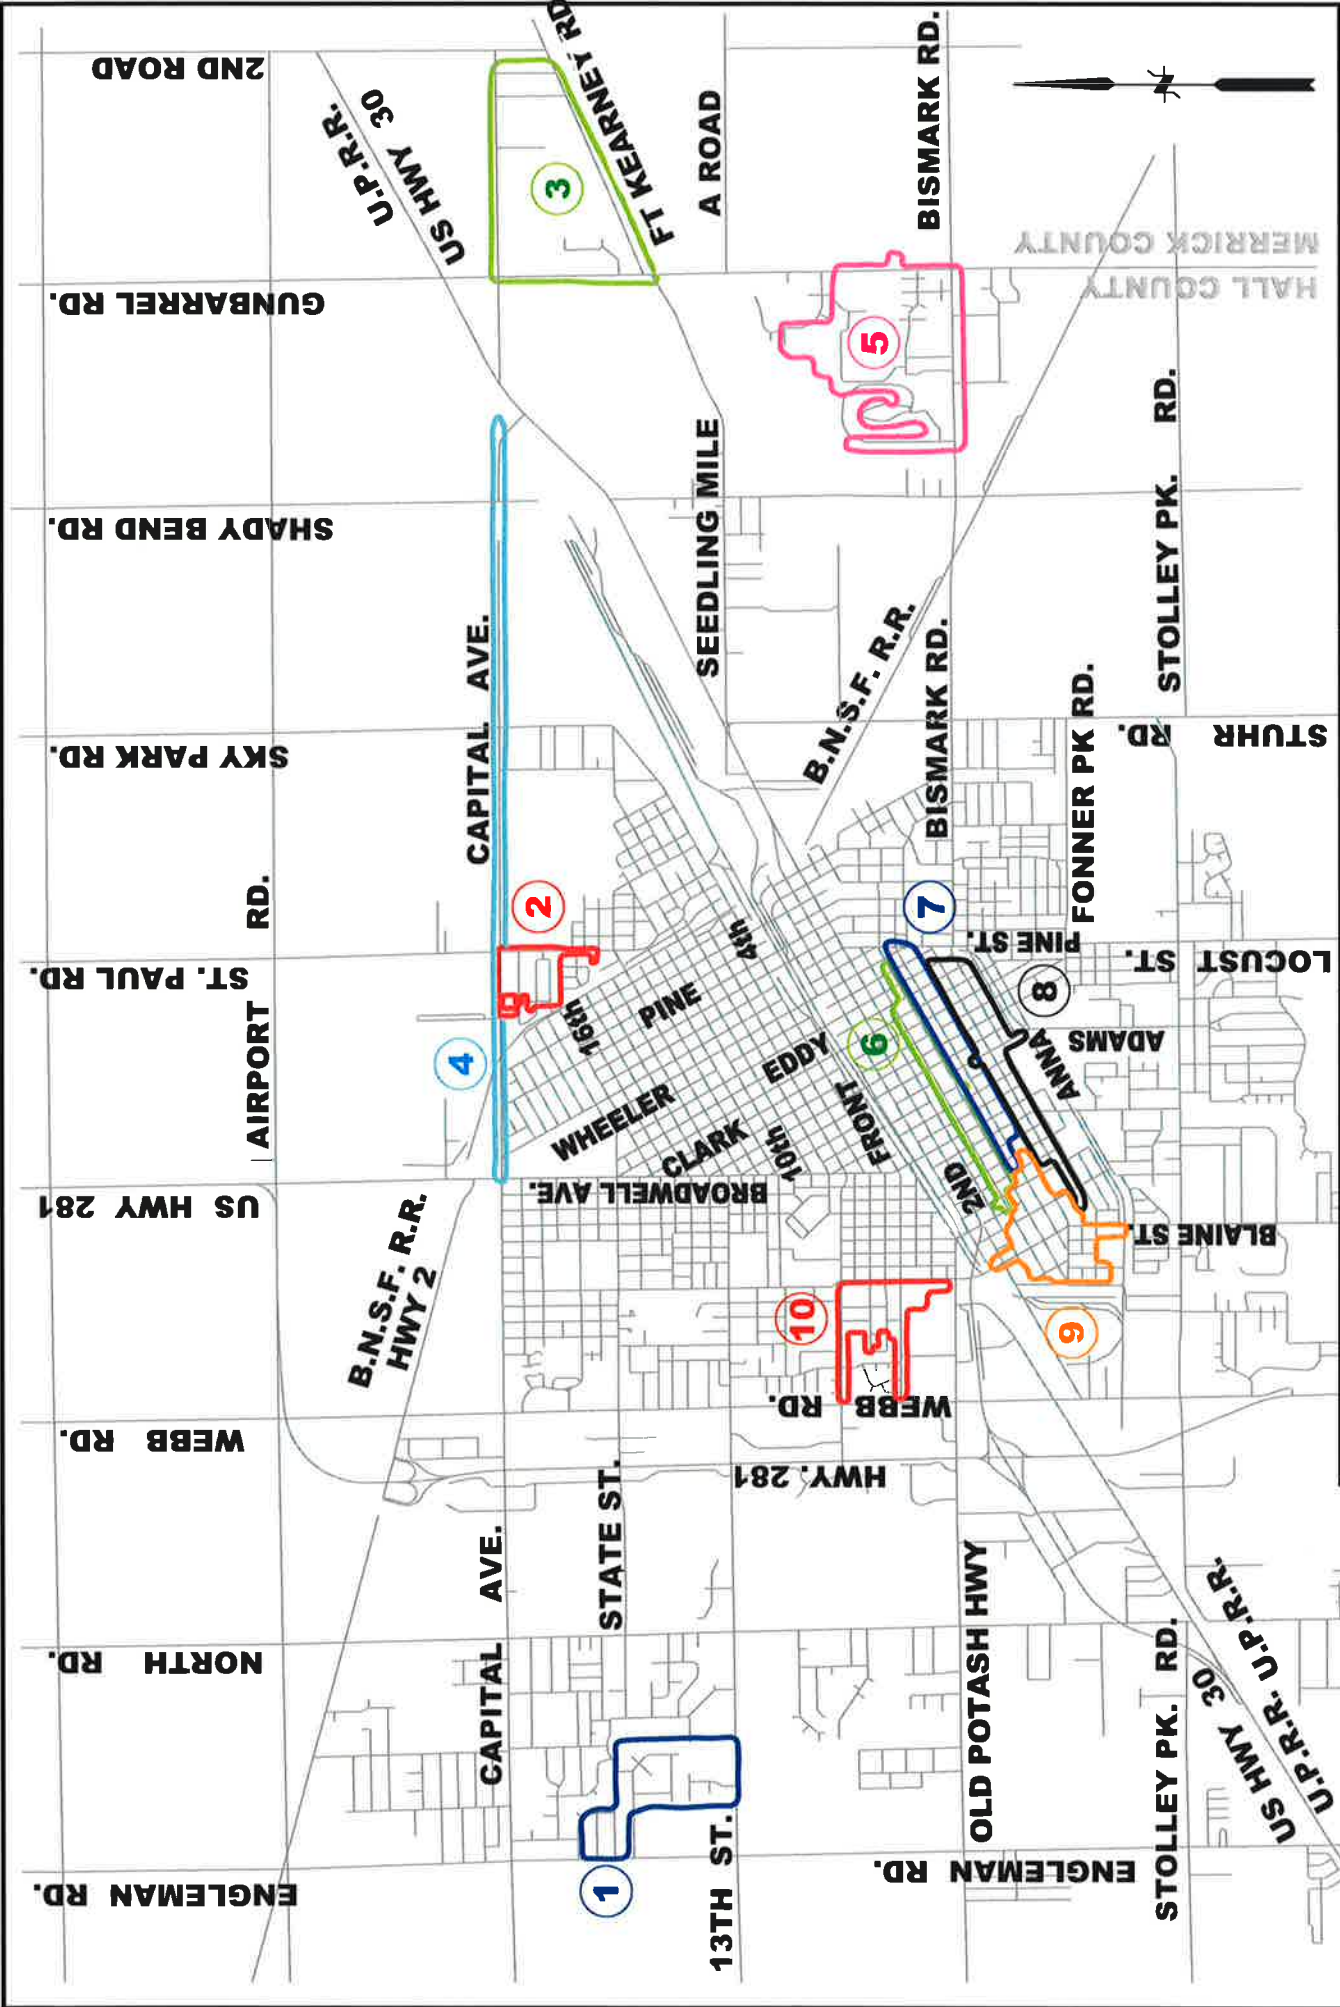 2ND ROAD
U.P.R.R.
US HWY 30
FT KEARNEY RD
A ROAD
BISMARK RD.
3
GUNBARREL RD.
MERRICK COUNTY
HALL COUNTY
5
SHADY BEND RD.
SEEDLING MILE
STOLLEY PK. RD.
CAPITAL AVE.
SKY PARK RD.
B.N.S.F. R.R.
BISMARK RD.
FONNER PK RD.
STUHR RD.
AIRPORT RD.
ST. PAUL RD.
2
4
16th
PINE
4th
7
PINE ST.
LOCUST ST.
8
6
ADAMS
ANNA
EDDY
WHEELER
CLARK
10th
FRONT
2ND
BROADWELL AVE.
US HWY 281
BLAINE ST.
B.N.S.F. R.R.
HWY 2
10
9
WEBB RD.
WEBB RD.
HWY. 281
CAPITAL AVE.
STATE ST.
NORTH RD.
OLD POTASH HWY
STOLLEY PK. RD.
US HWY 30
U.P.R.R.
U.P.R.R.
U.P.R.R.
1
13TH ST.
ENGLEMAN RD.
ENGLEMAN RD.
N